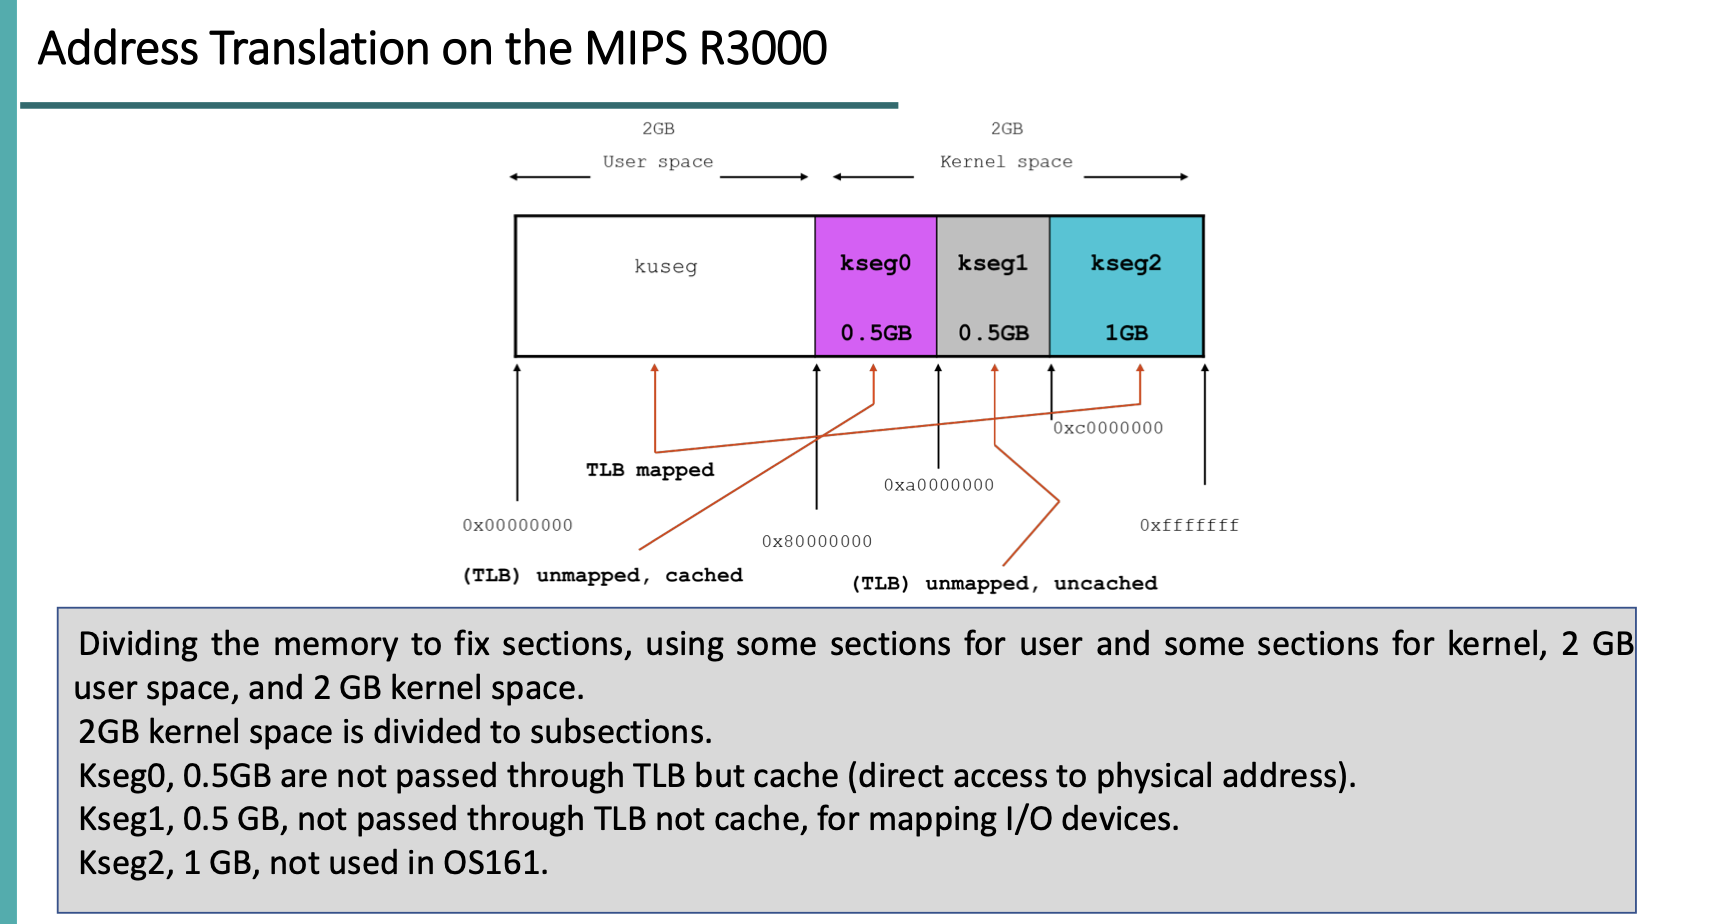 Address Translation on the MIPS R3000
2GB 2GB
User space Kernel space
kuseg kseg0 kseg1 kseg2
0.5GB 0.5GB 1GB
0xc0000000
TLB mapped
0xa0000000
0x00000000 0xfffffff
0x80000000
(TLB) unmapped, cached (TLB) unmapped, uncached
Dividing the memory to fix sections, using some sections for user and some sections for kernel, 2 GB
user space, and 2 GB kernel space.
2GB kernel space is divided to subsections.
Kseg0, 0.5GB are not passed through TLB but cache (direct access to physical address).
Kseg1, 0.5 GB, not passed through TLB not cache, for mapping I/O devices.
Kseg2, 1 GB, not used in OS161.